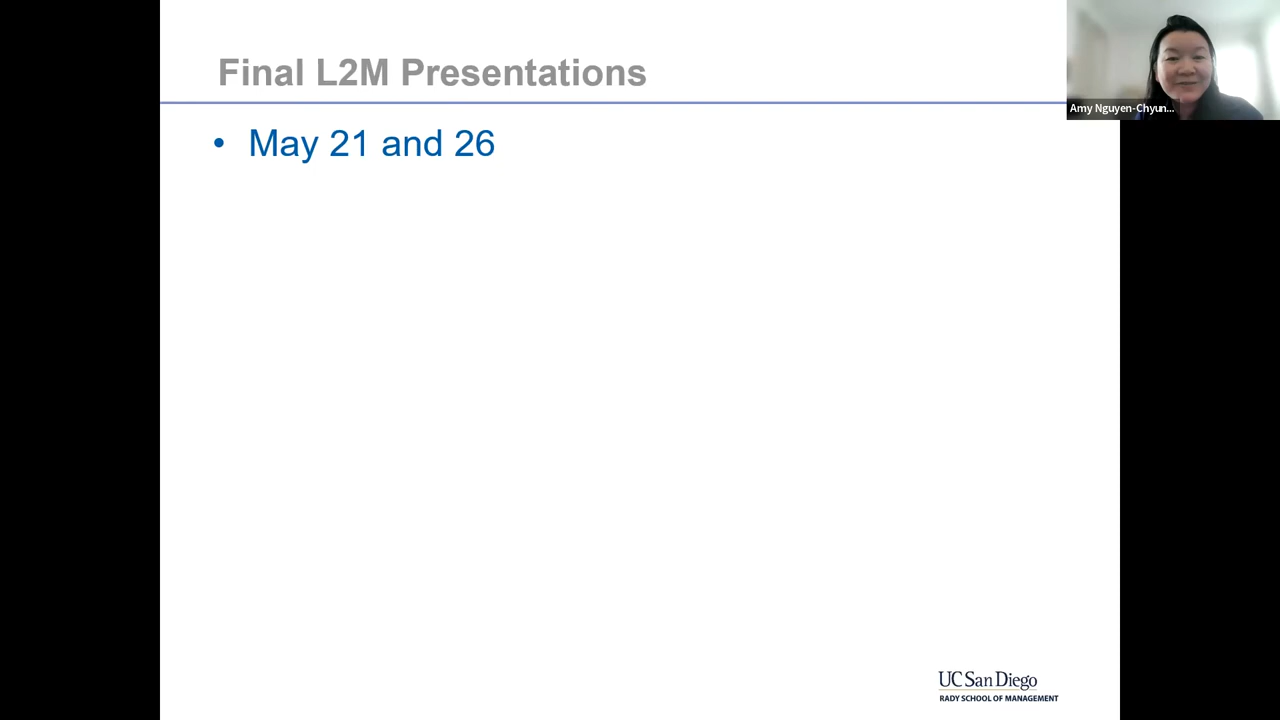 Final L2M Presentations
Amy Nguyen-Chyun...
• May 21 and 26
UC San Diego
RADY SCHOOL OF MANAGEMENT